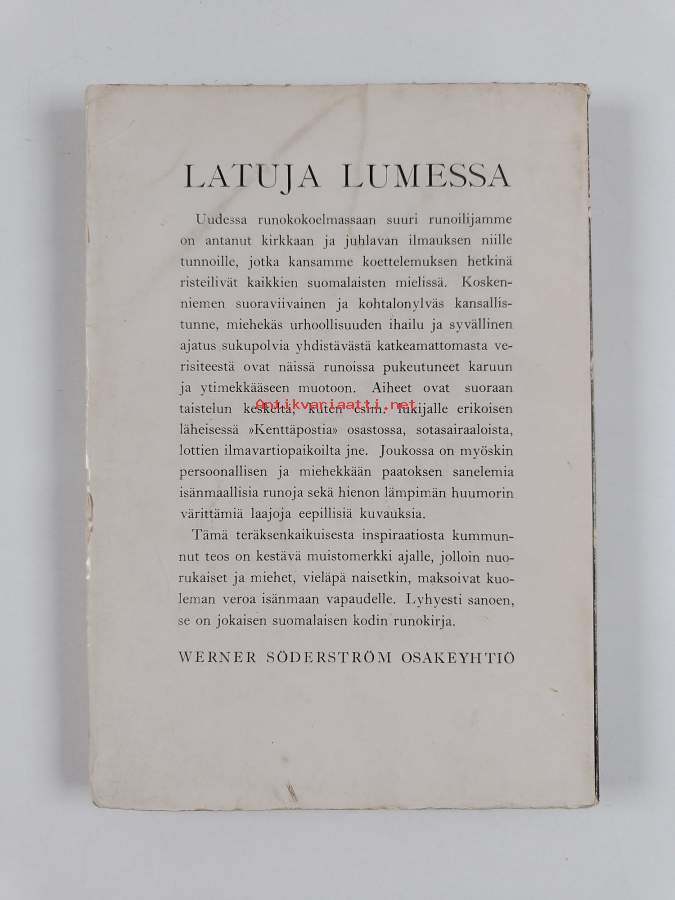 LATUJA LUMESSA
Uudessa runokokoelmassaan suuri runoilijamme
on antanut kirkkaan ja juhlavan ilmauksen niille
tunnoille, jotka kansamme koettelemuksen hetkinä
risteilivät kaikkien suomalaisten mielissä. Kosken-
niemen suoraviivainen ja kohtalonylväs kansallis-
tunne, miehekäs urhoollisuuden ihailu ja syvällinen
ajatus sukupolvia yhdistävästä katkeamattomasta ve-
risiteestä ovat näissä runoissa pukeutuneet karuun
ja ytimekkääseen muotoon. Aiheet ovat suoraan
taistelun keskeltä, kuten esim. lukijalle erikoisen
Antikvariaatti.net
läheisessä »Kenttäpostia» osastossa, sotasairaaloista,
lottien ilmavartiopaikoilta jne. Joukossa on myöskin
persoonallisen ja miehekkään paatoksen sanelemia
isänmaallisia runoja sekä hienon lämpimän huumorin
värittämiä laajoja eepillisiä kuvauksia.
Tämä teräksenkaikuisesta inspiraatiosta kummun-
nut teos on kestävä muistomerkki ajalle, jolloin nuo-
rukaiset ja miehet, vieläpä naisetkin, maksoivat kuo-
leman veroa isänmaan vapaudelle. Lyhyesti sanoen,
se on jokaisen suomalaisen kodin runokirja.
WERNER SÖDERSTRÖM OSAKEYHTIÖ